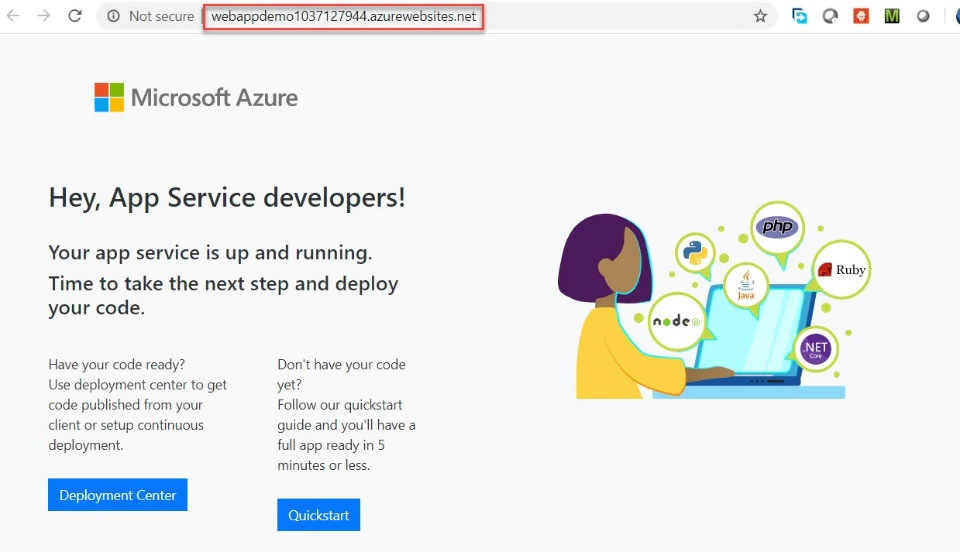 Not secure
webappdemo1037127944.azurewebsites.net
M
Microsoft Azure
Hey, App Service developers!
Your app service is up and running.
Time to take the next step and deploy
your code.
Have your code ready?
Use deployment center to get
code published from your
client or setup continuous
deployment.
Deployment Center
Don't have your code
yet?
Follow our quickstart
guide and you'll have a
full app ready in 5
minutes or less.
Quickstart
php
Ruby
Java
node
.NET
Core